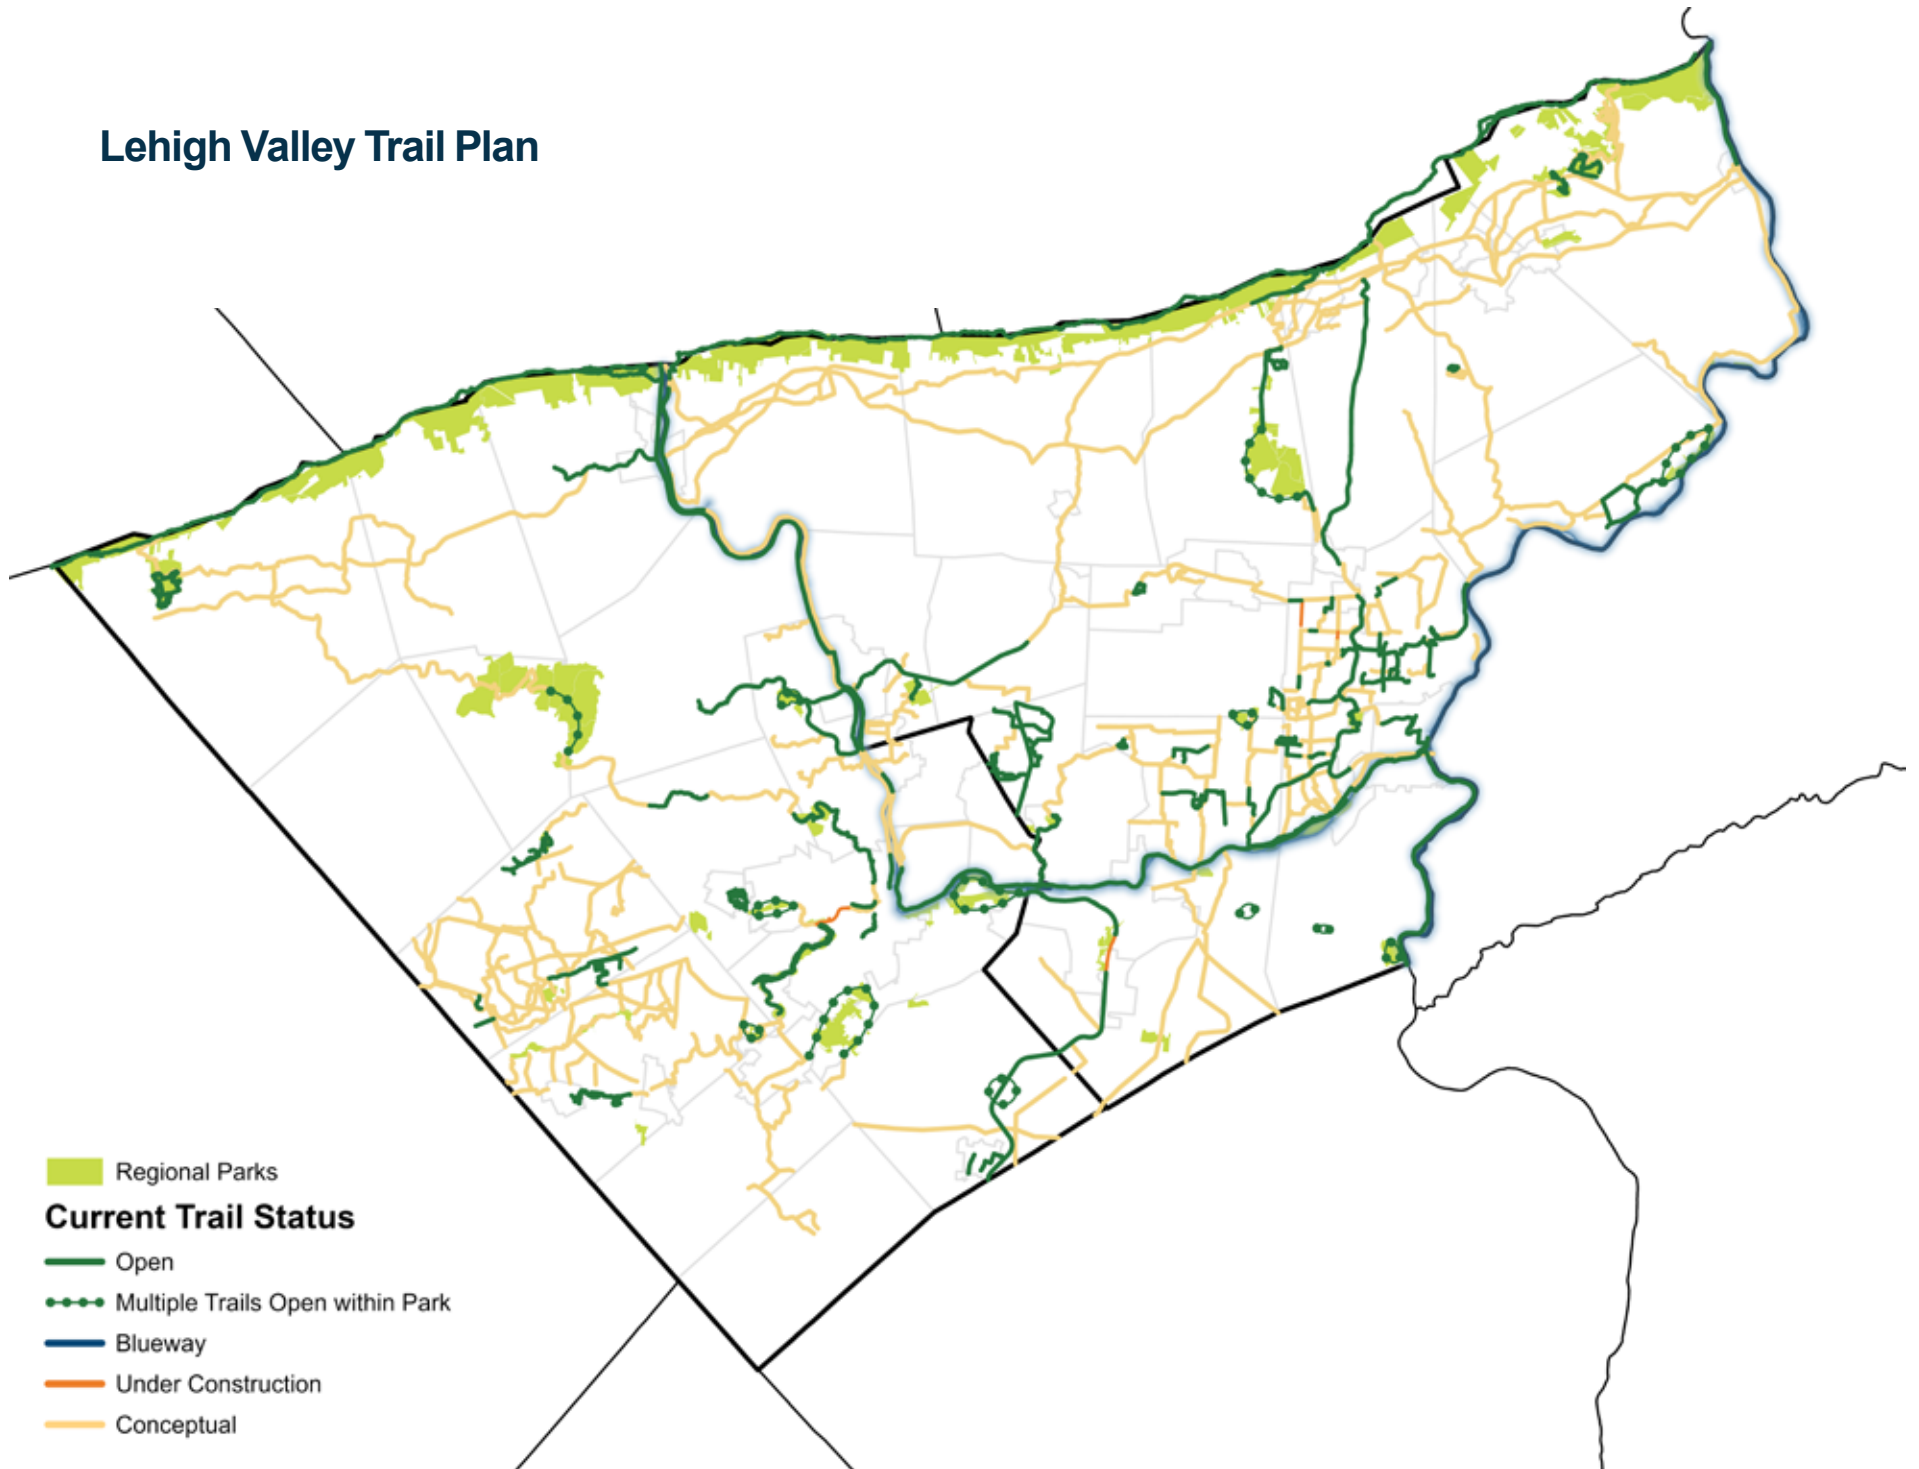 Lehigh Valley Trail Plan
Regional Parks
Current Trail Status
Open
Multiple Trails Open within Park
Blueway
Under Construction
Conceptual